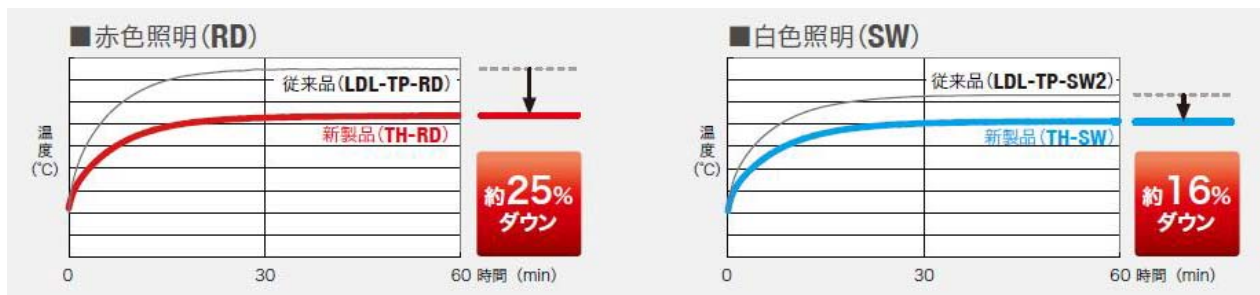 ■赤色照明(RD)
従来品(LDL-TP-RD)
新製品(TH-RD)
温度(℃)
約25%
ダウン
0 30 60 時間 (min)
■白色照明(SW)
従来品(LDL-TP-SW2)
新製品(TH-SW)
温度(℃)
約16%
ダウン
0 30 60 時間 (min)